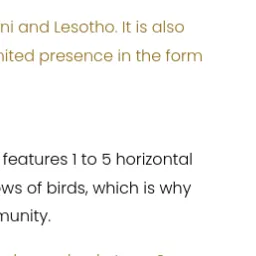 ni and Lesotho. It is also
nited presence in the form
features 1 to 5 horizontal
ws of birds, which is why
munity.